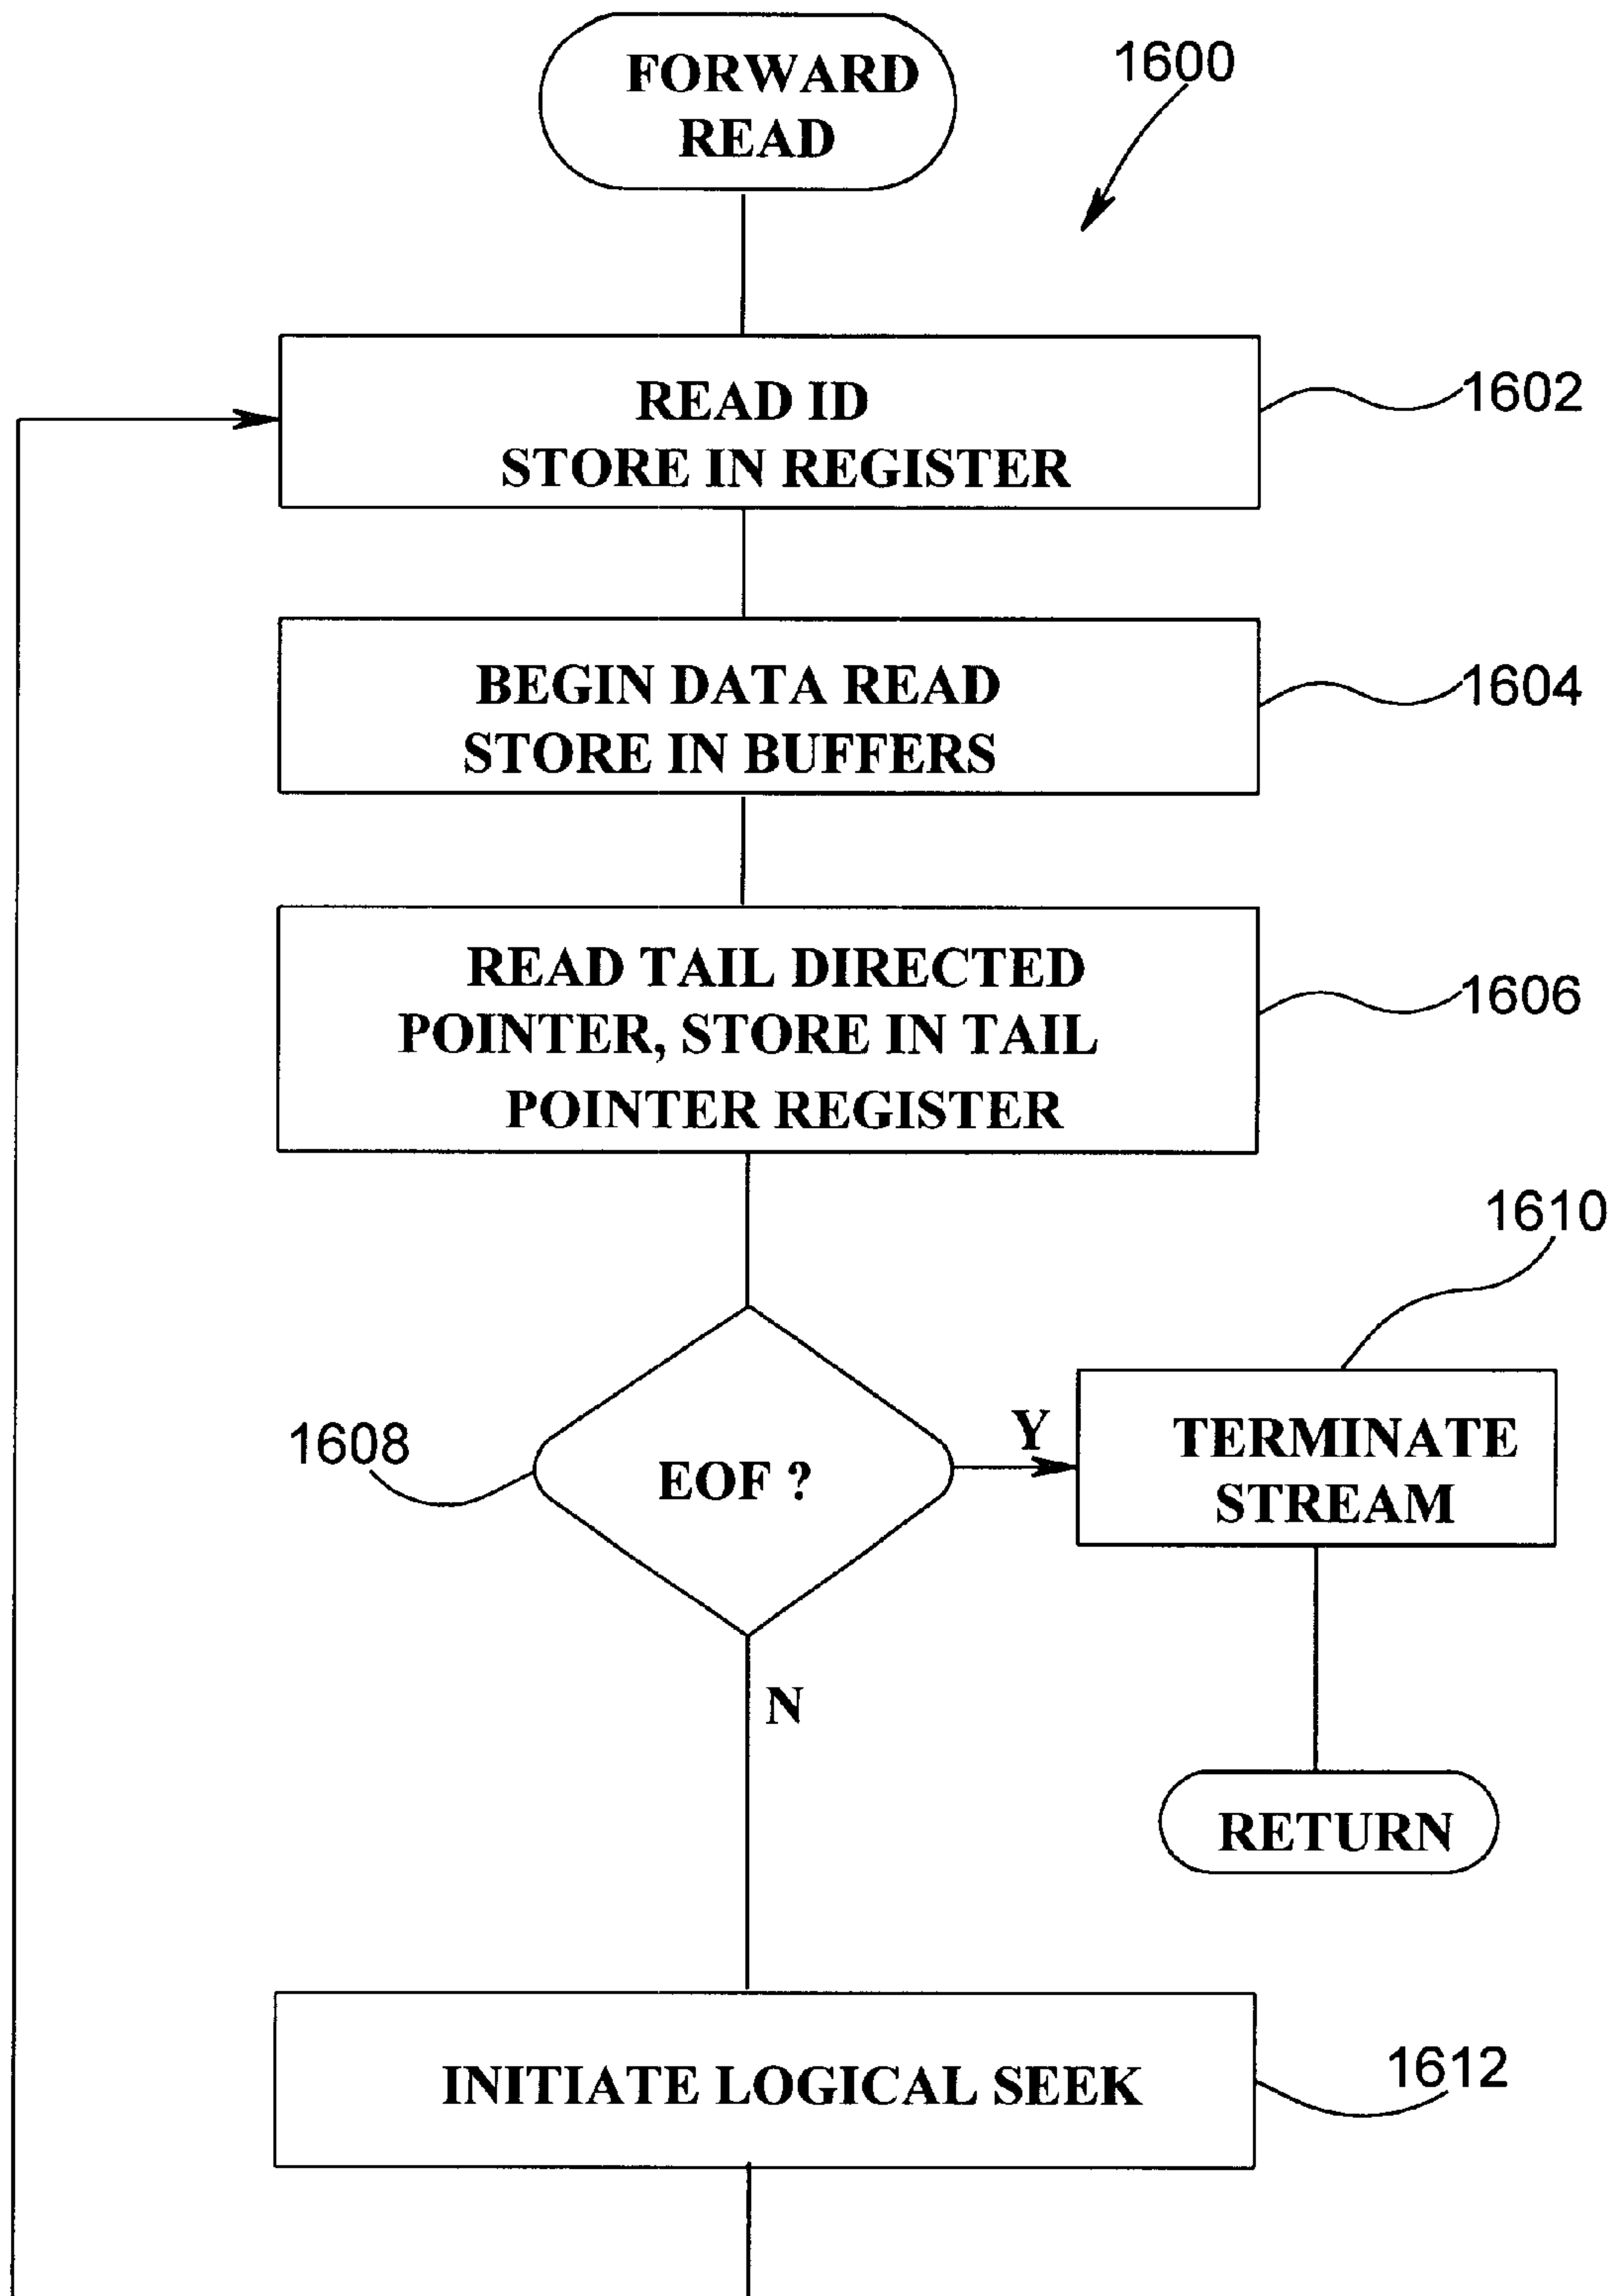 FORWARD
READ
1600
READ ID
STORE IN REGISTER
1602
BEGIN DATA READ
STORE IN BUFFERS
1604
READ TAIL DIRECTED
POINTER, STORE IN TAIL
POINTER REGISTER
1606
1608
EOF ?
Y
1610
TERMINATE
STREAM
N
RETURN
INITIATE LOGICAL SEEK
1612